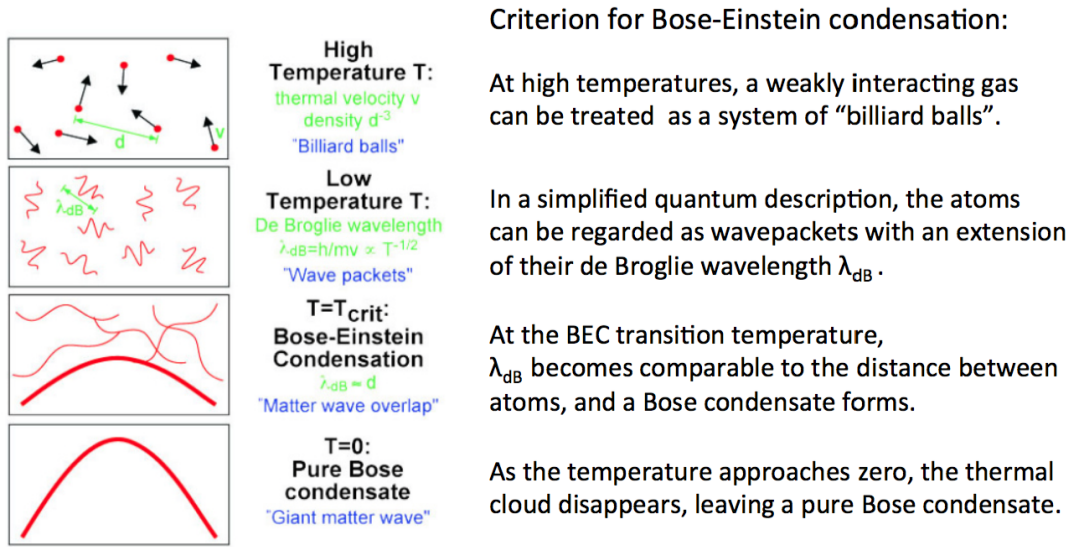 Criterion for Bose-Einstein condensation:
High
Temperature T:
thermal velocity v
density d⁻³
"Billiard balls"
d
v
At high temperatures, a weakly interacting gas
can be treated as a system of “billiard balls”.
Low
Temperature T:
De Broglie wavelength
λdB=h/mv ∝ T⁻¹/²
"Wave packets"
λdB
In a simplified quantum description, the atoms
can be regarded as wavepackets with an extension
of their de Broglie wavelength λdB .
T=Tcrit:
Bose-Einstein
Condensation
λdB ≈ d
"Matter wave overlap"
At the BEC transition temperature,
λdB becomes comparable to the distance between
atoms, and a Bose condensate forms.
T=0:
Pure Bose
condensate
"Giant matter wave"
As the temperature approaches zero, the thermal
cloud disappears, leaving a pure Bose condensate.